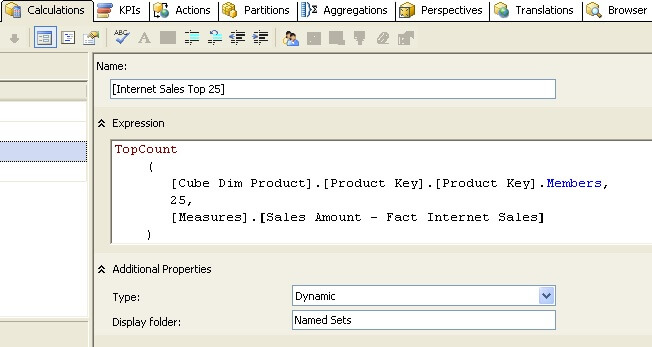 Calculations KPIs Actions Partitions Aggregations Perspectives Translations Browser
Name:
[Internet Sales Top 25]
Expression
TopCount
(
[Cube Dim Product].[Product Key].[Product Key].Members,
25,
[Measures].[Sales Amount - Fact Internet Sales]
)
Additional Properties
Type: Dynamic
Display folder: Named Sets